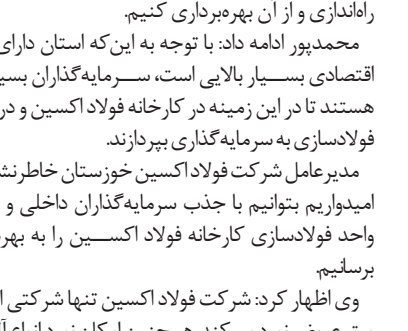 راه‌اندازی و از آن بهره‌برداری کنیم.
محمدپور ادامه داد: با توجه به این‌که استان دارای
اقتصادی بسیار بالایی است، سرمایه‌گذاران
هستند تا در این زمینه در کارخانه فولاد اکسین و در
فولادسازی به سرمایه‌گذاری بپردازند.
مدیرعامل شرکت فولاد اکسین خوزستان
امیدواریم بتوانیم با جذب سرمایه‌گذاران داخلی و
واحد فولادسازی کارخانه فولاد اکسین را به
برسانیم.
وی اظهار کرد: شرکت فولاد اکسین تنها شرکتی